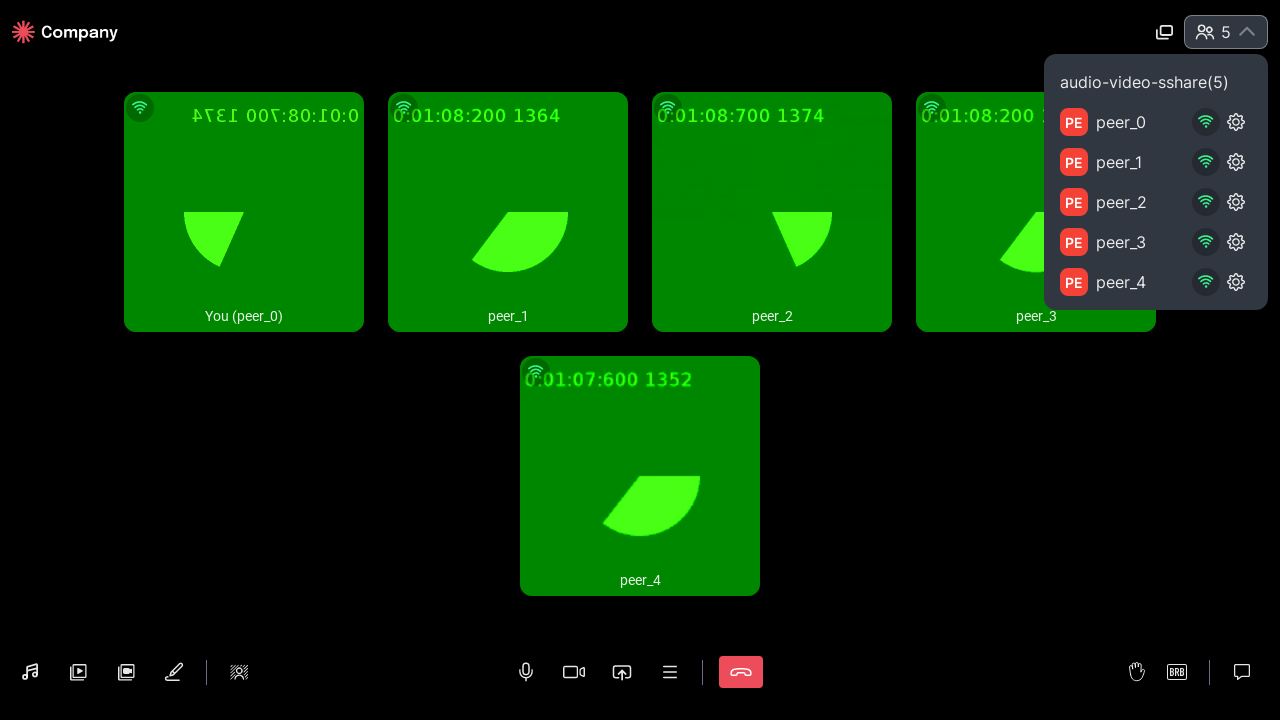 Company
5
audio-video-sshare(5)
PE peer_0
PE peer_1
PE peer_2
PE peer_3
PE peer_4
0:01:08:700 1374
0:01:08:200 1364
0:01:08:700 1374
0:01:08:200
You (peer_0)
peer_1
peer_2
peer_3
0:01:07:600 1352
peer_4
BRB